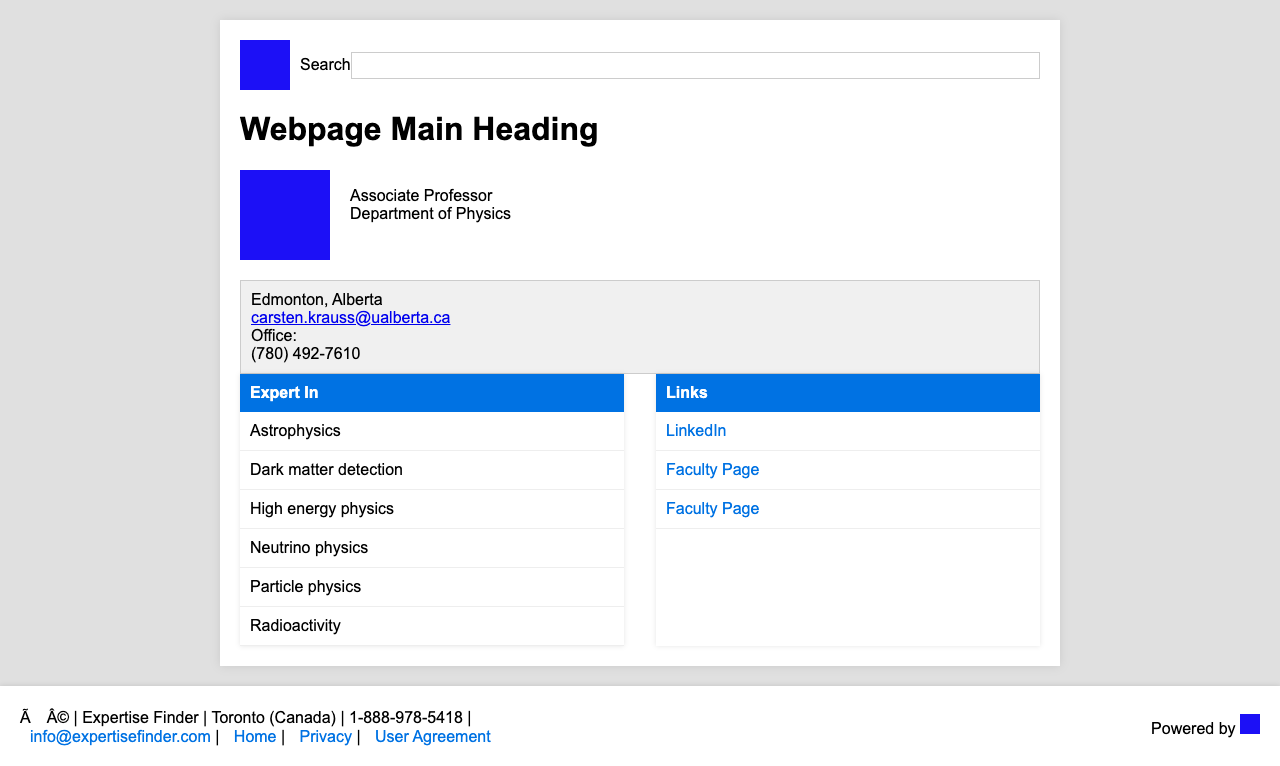 Search
Webpage Main Heading
Associate Professor
Department of Physics
Edmonton, Alberta
carsten.krauss@ualberta.ca
Office:
(780) 492-7610
Expert In
Astrophysics
Dark matter detection
High energy physics
Neutrino physics
Particle physics
Radioactivity
Links
LinkedIn
Faculty Page
Faculty Page
Ã Â© | Expertise Finder | Toronto (Canada) | 1-888-978-5418 |
info@expertisefinder.com | Home | Privacy | User Agreement
Powered by